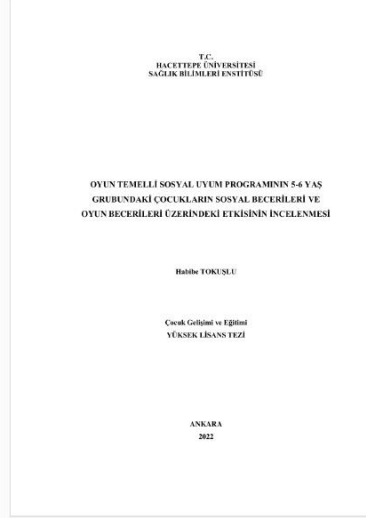 T.C.
HACETTEPE ÜNİVERSİTESİ
SAĞLIK BİLİMLERİ ENSTİTÜSÜ
OYUN TEMELLİ SOSYAL UYUM PROGRAMININ 5-6 YAŞ
GRUBUNDAKİ ÇOCUKLARIN SOSYAL BECERİLERİ VE
OYUN BECERİLERİ ÜZERİNDEKİ ETKİSİNİN İNCELENMESİ
Habibe TOKUŞLU
Çocuk Gelişimi ve Eğitimi
YÜKSEK LİSANS TEZİ
ANKARA
2022